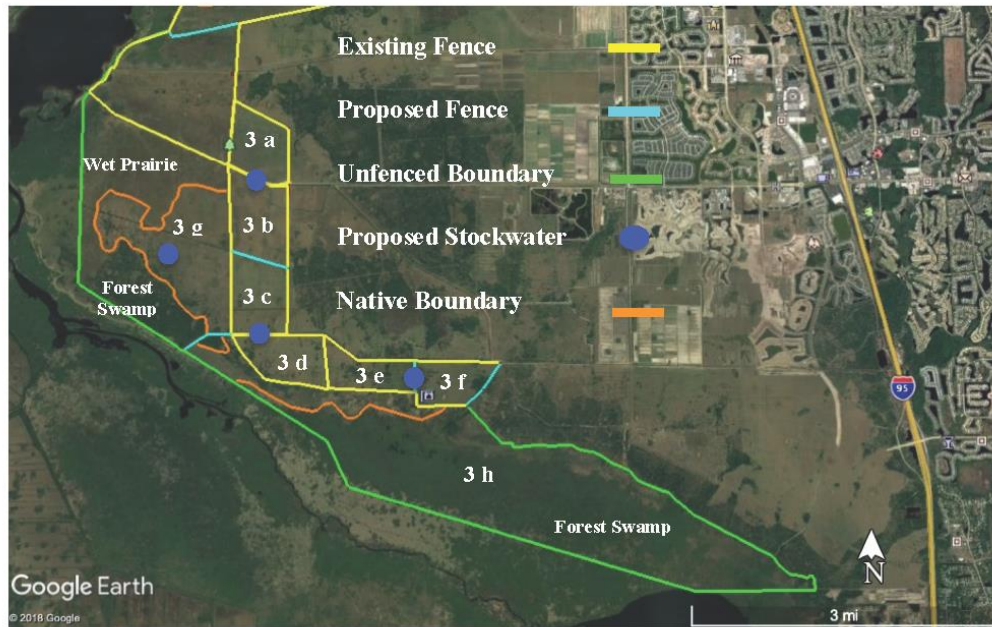 Existing Fence
Proposed Fence
3 a
Wet Prairie
Unfenced Boundary
3 g
3 b
Proposed Stockwater
Forest
Swamp
3 c
Native Boundary
3 d
3 e
3 f
95
3 h
Forest Swamp
N
Google Earth
© 2018 Google
3 mi